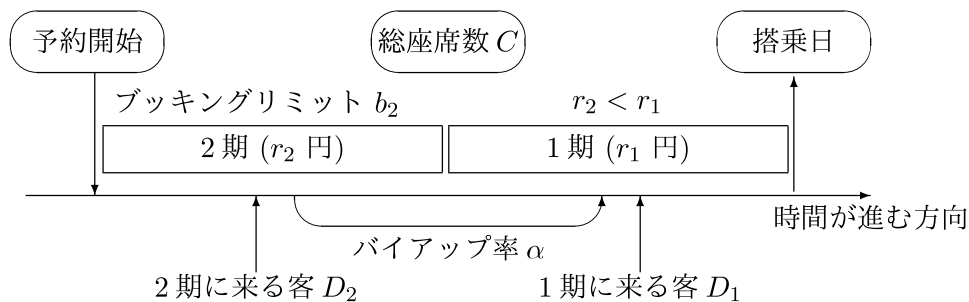 予約開始
総座席数 C
搭乗日
ブッキングリミット b₂
r₂ < r₁
2 期 (r₂ 円)
1 期 (r₁ 円)
時間が進む方向
バイアップ率 α
2 期に来る客 D₂
1 期に来る客 D₁